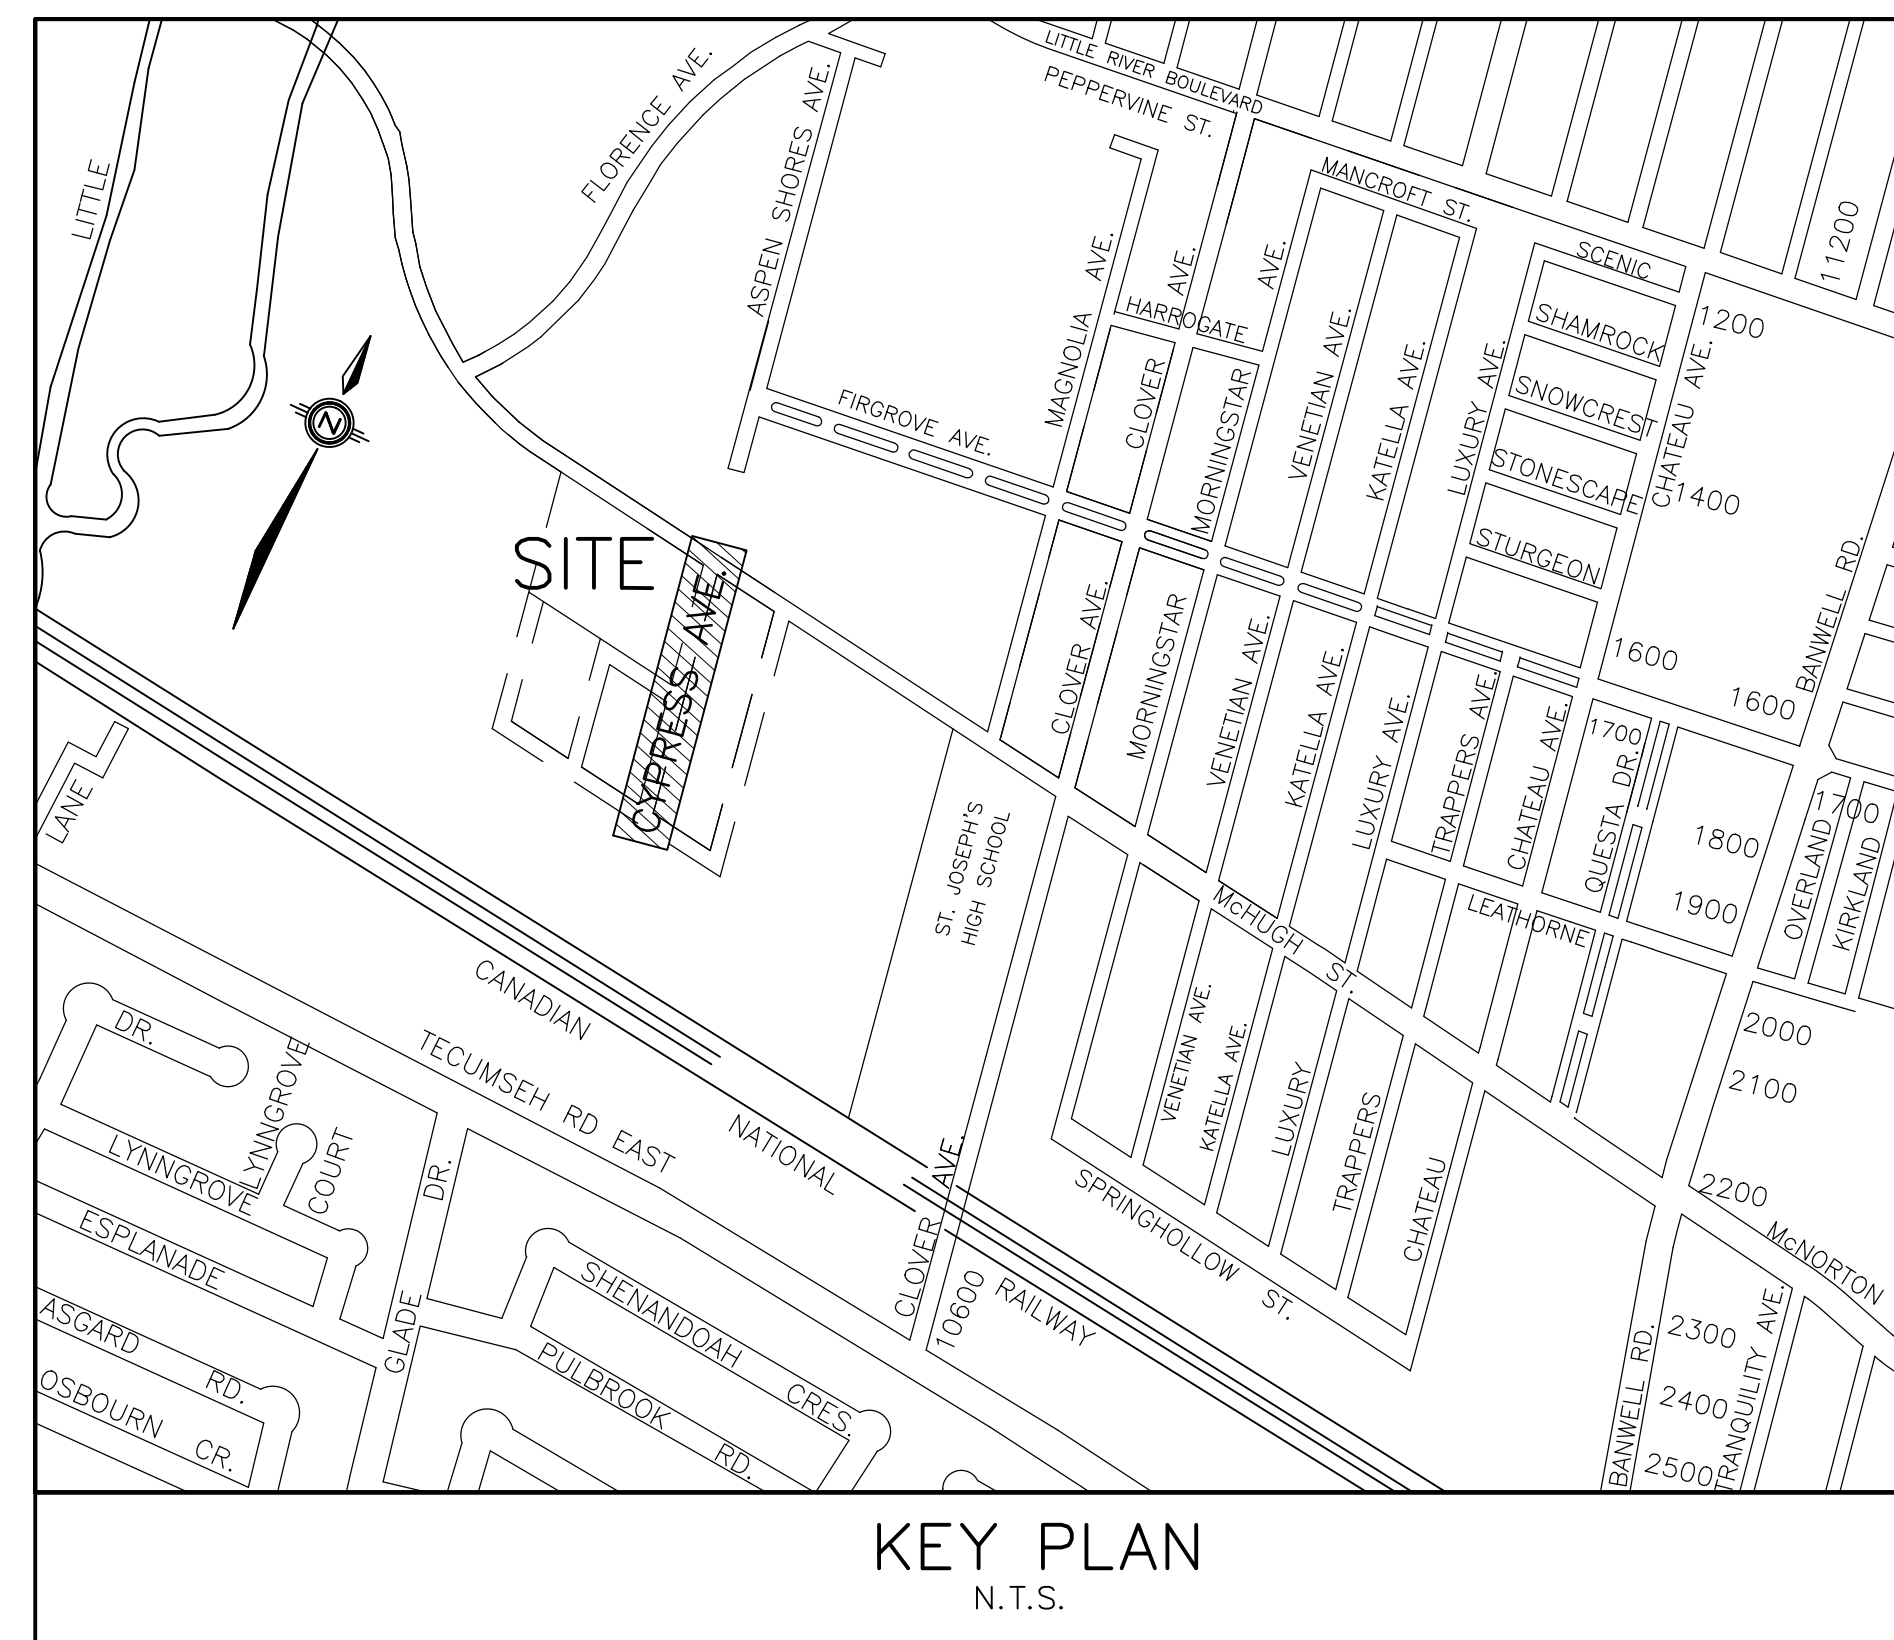 LITTLE RIVER BOULEVARD
PEPPERVINE ST.
FLORENCE AVE.
ASPEN SHORES AVE.
LITTLE
MANCROFT ST.
SCENIC
11200
MAGNOLIA AVE.
AVE.
AVE.
HARROGATE
SHAMROCK
1200
CLOVER
MORNINGSTAR
VENETIAN AVE.
KATELLA AVE.
LUXURY AVE.
SNOWCREST
CHATEAU AVE.
N
FIRGROVE AVE.
STONESCAPE
1400
STURGEON
BANWELL RD.
SITE
CYPRESS AVE.
CLOVER AVE.
MORNINGSTAR
VENETIAN AVE.
KATELLA AVE.
LUXURY AVE.
TRAPPERS AVE.
CHATEAU AVE.
1600
1600
1700
QUESTA DR.
1700
1800
OVERLAND
KIRKLAND
1900
LANE
ST. JOSEPH'S
HIGH SCHOOL
McHUGH ST.
LEATHORNE
CANADIAN
NATIONAL
RAILWAY
TECUMSEH RD EAST
DR.
LYNNGROVE
COURT
LYNNGROVE
VENETIAN AVE.
KATELLA AVE.
LUXURY
TRAPPERS
CHATEAU
2000
2100
2200
McNORTON
ESPLANADE
GLADE DR.
CLOVER AVE.
10600
SPRINGHOLLOW ST.
SHENANDOAH CRES.
PULBROOK RD.
ASGARD RD.
OSBOURN CR.
BANWELL RD.
2300
2400
2500
TRANQUILITY AVE.
KEY PLAN
N.T.S.